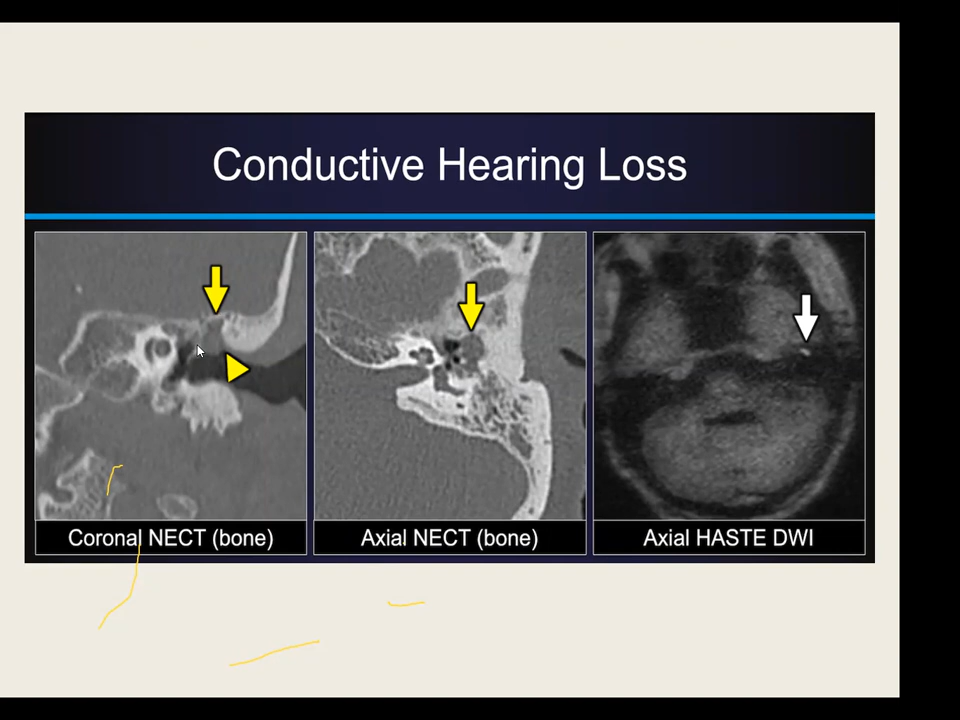 Conductive Hearing Loss
Coronal NECT (bone)
Axial NECT (bone)
Axial HASTE DWI